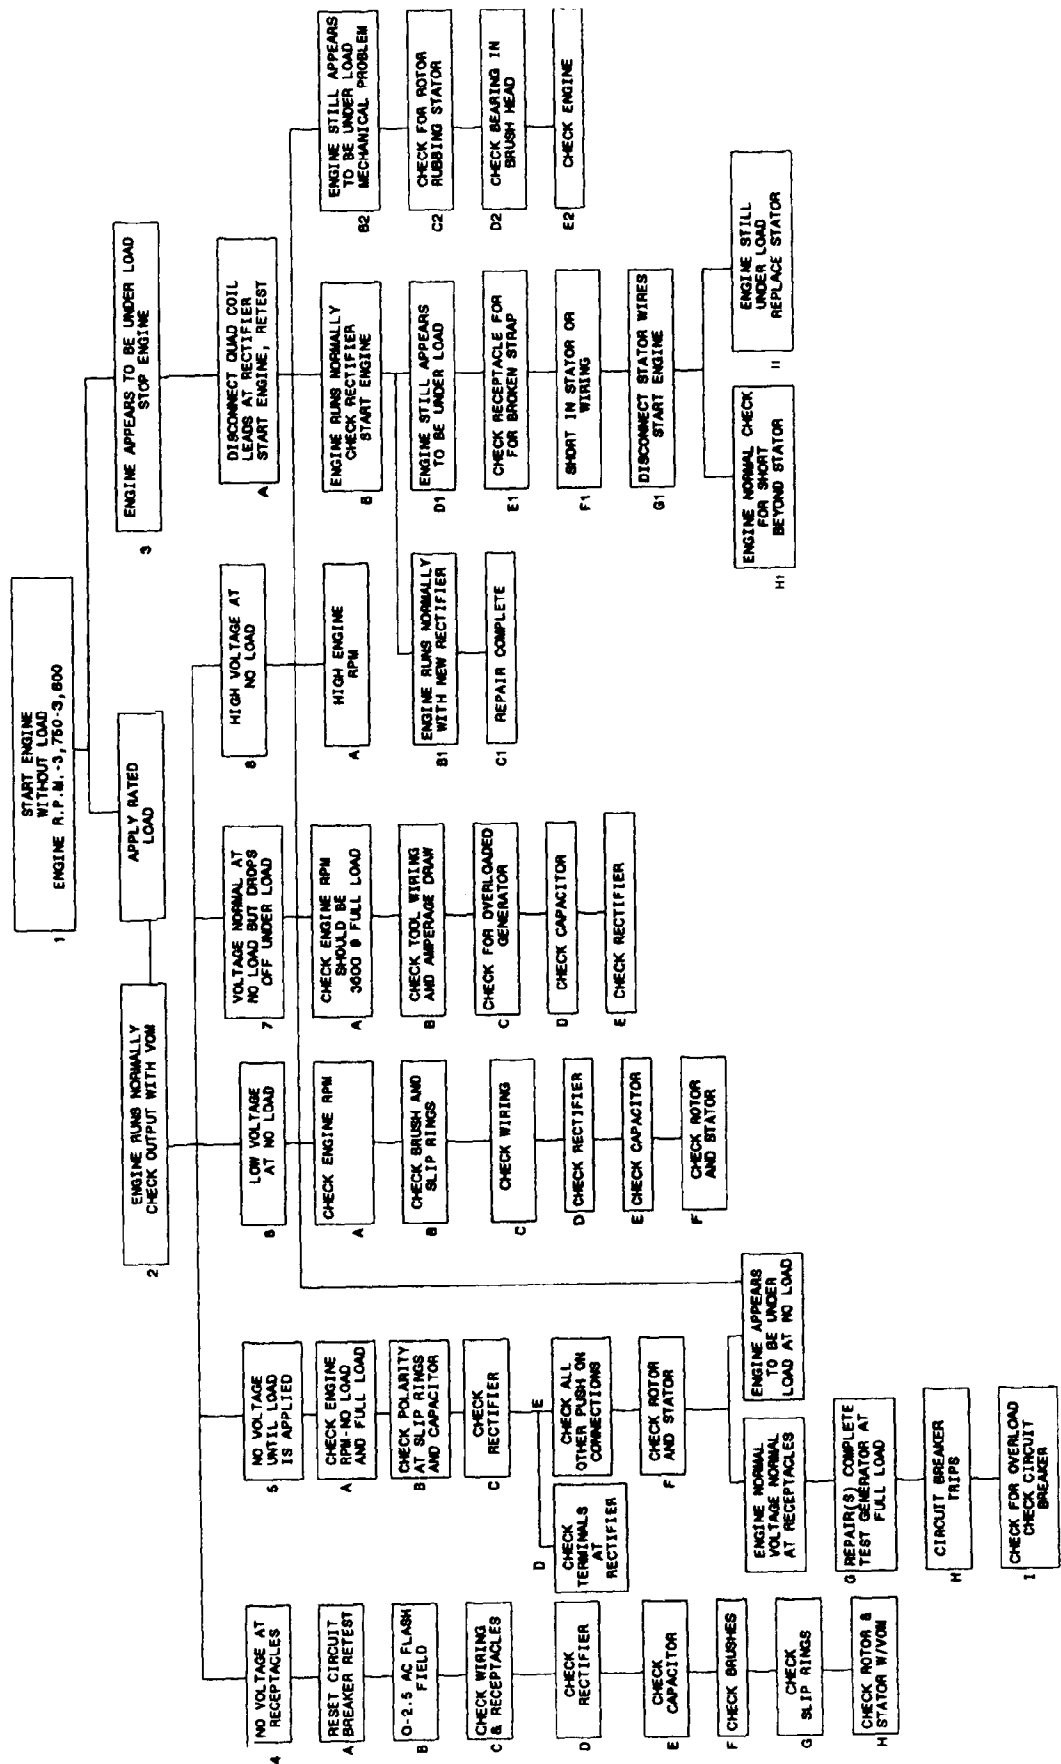 START ENGINE
WITHOUT LOAD
ENGINE R.P.M.-3,750-3,800
1
APPLY RATED
LOAD
ENGINE RUNS NORMALLY
CHECK OUTPUT WITH VOM
2
ENGINE APPEARS TO BE UNDER LOAD
STOP ENGINE
3
NO VOLTAGE AT
RECEPTACLES
4
RESET CIRCUIT
BREAKER RETEST
A
Q-2.5 AC FLASH
FIELD
B
CHECK WIRING
& RECEPTACLES
C
CHECK
RECTIFIER
D
CHECK
CAPACITOR
E
CHECK BRUSHES
F
CHECK
SLIP RINGS
G
CHECK ROTOR &
STATOR W/VOM
H
NO VOLTAGE
UNTIL LOAD
IS APPLIED
5
CHECK ENGINE
RPM-NO LOAD
AND FULL LOAD
A
CHECK POLARITY
AT SLIP RINGS
AND CAPACITOR
B
CHECK
RECTIFIER
C
D
CHECK
TERMINALS
AT
RECTIFIER
E
CHECK ALL
OTHER PUSH ON
CONNECTIONS
CHECK ROTOR
AND STATOR
F
ENGINE NORMAL
VOLTAGE NORMAL
AT RECEPTACLES
ENGINE APPEARS
TO BE UNDER
LOAD AT NO LOAD
REPAIR(S) COMPLETE
TEST GENERATOR AT
FULL LOAD
G
CIRCUIT BREAKER
TRIPS
H
CHECK FOR OVERLOAD
CHECK CIRCUIT
BREAKER
I
LOW VOLTAGE
AT NO LOAD
6
CHECK ENGINE RPM
A
CHECK BRUSH AND
SLIP RINGS
B
CHECK WIRING
C
CHECK RECTIFIER
D
CHECK CAPACITOR
E
CHECK ROTOR
AND STATOR
F
VOLTAGE NORMAL AT
NO LOAD BUT DROPS
OFF UNDER LOAD
7
CHECK ENGINE RPM
SHOULD BE
3600 @ FULL LOAD
A
CHECK TOOL WIRING
AND AMPERAGE DRAW
B
CHECK FOR OVERLOADED
GENERATOR
C
CHECK CAPACITOR
D
CHECK RECTIFIER
E
HIGH VOLTAGE AT
NO LOAD
8
HIGH ENGINE
RPM
A
DISCONNECT QUAD COIL
LEADS AT RECTIFIER
START ENGINE, RETEST
A
ENGINE RUNS NORMALLY
CHECK RECTIFIER
START ENGINE
B
ENGINE RUNS NORMALLY
WITH NEW RECTIFIER
B1
REPAIR COMPLETE
C1
ENGINE STILL APPEARS
TO BE UNDER LOAD
D1
CHECK RECEPTACLE FOR
FOR BROKEN STRAP
E1
SHORT IN STATOR OR
WIRING
F1
DISCONNECT STATOR WIRES
START ENGINE
G1
ENGINE NORMAL CHECK
FOR SHORT
BEYOND STATOR
H1
ENGINE STILL
UNDER LOAD
REPLACE STATOR
I1
ENGINE STILL APPEARS
TO BE UNDER LOAD
MECHANICAL PROBLEM
B2
CHECK FOR ROTOR
RUBBING STATOR
C2
CHECK BEARING IN
BRUSH HEAD
D2
CHECK ENGINE
E2